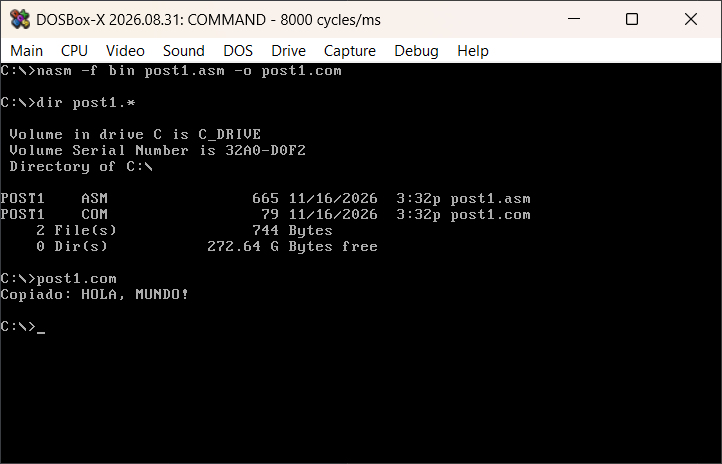 DOSBox-X 2026.08.31: COMMAND - 8000 cycles/ms
Main CPU Video Sound DOS Drive Capture Debug Help
C:\>nasm -f bin post1.asm -o post1.com
C:\>dir post1.*
Volume in drive C is C_DRIVE
Volume Serial Number is 32A0-D0F2
Directory of C:\
POST1    ASM               665 11/16/2026  3:32p post1.asm
POST1    COM                79 11/16/2026  3:32p post1.com
2 File(s)               744 Bytes
0 Dir(s)          272.64 G Bytes free
C:\>post1.com
Copiado: HOLA, MUNDO!
C:\>_